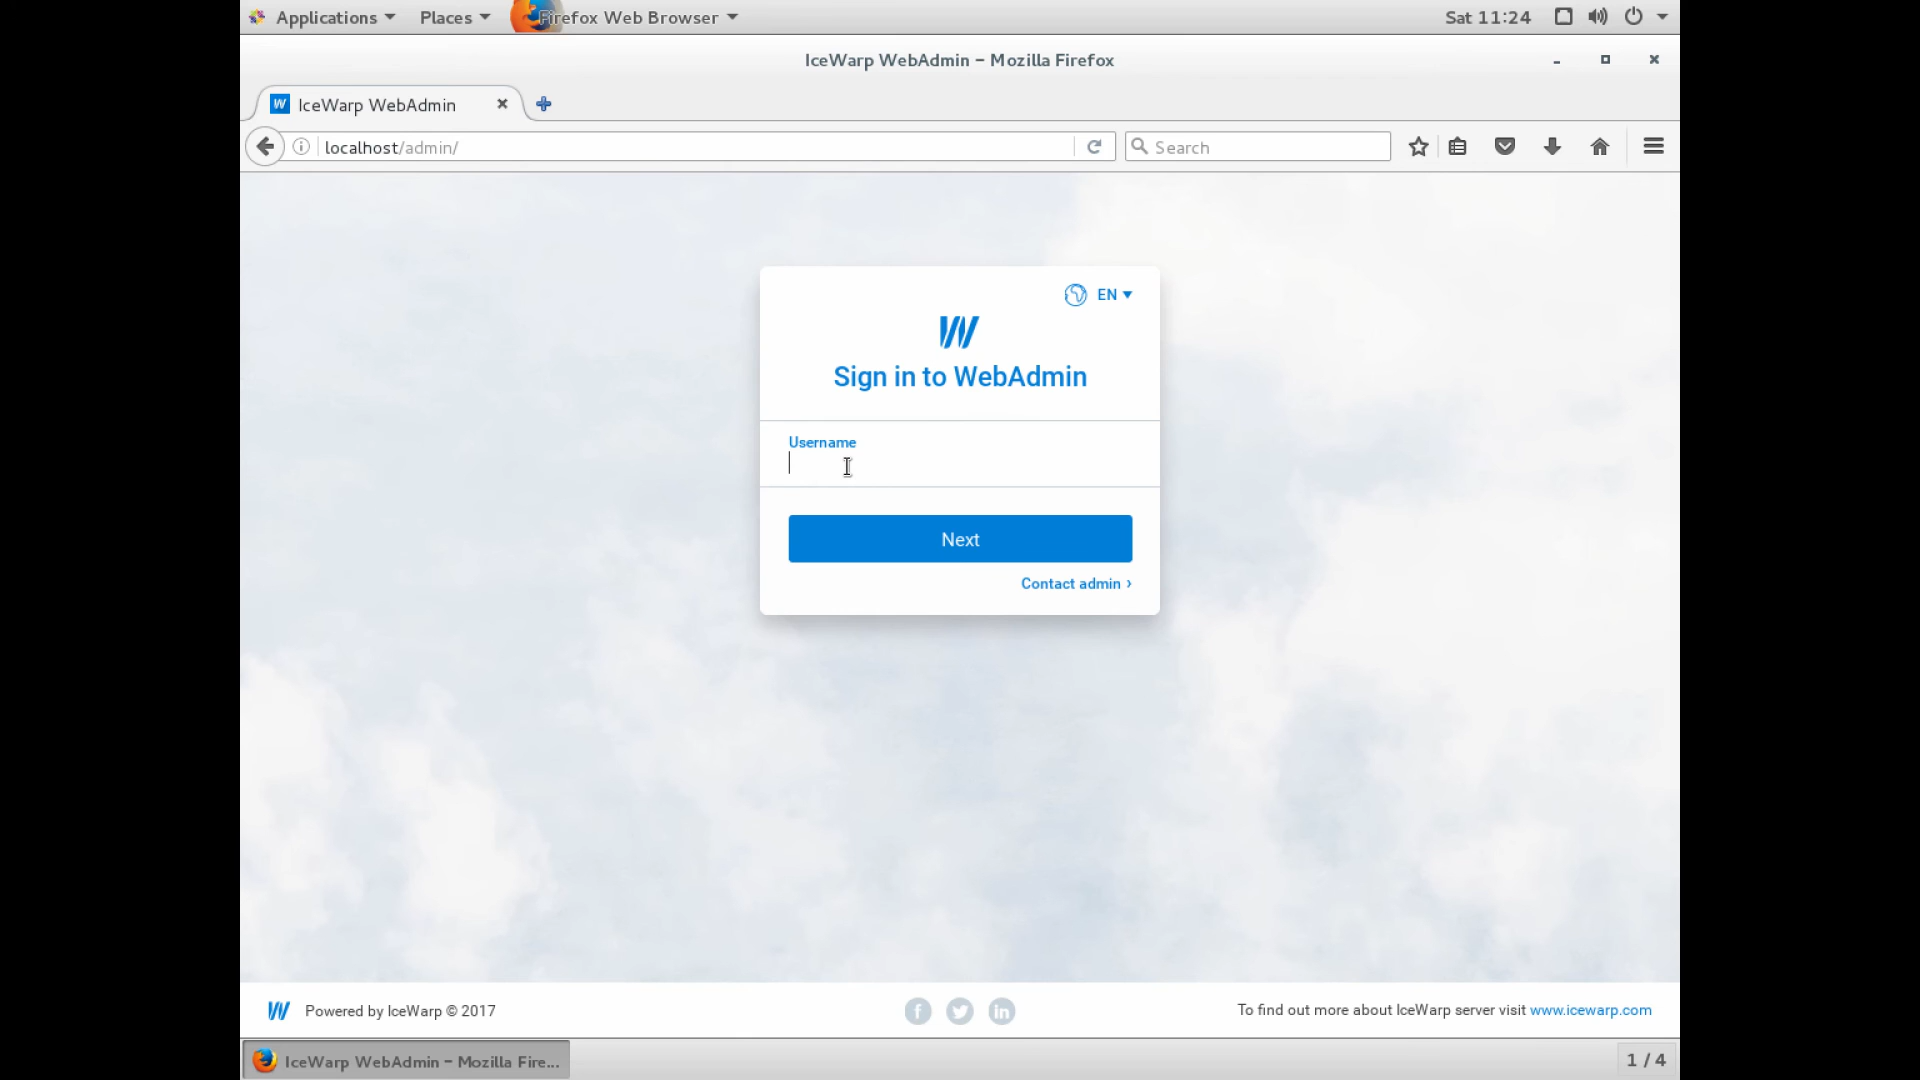 Applications
Places
Firefox Web Browser
Sat 11:24
IceWarp WebAdmin – Mozilla Firefox
IceWarp WebAdmin
localhost/admin/
Search
EN
Sign in to WebAdmin
Username
Next
Contact admin ›
Powered by IceWarp © 2017
To find out more about IceWarp server visit www.icewarp.com
IceWarp WebAdmin – Mozilla Fire...
1 / 4